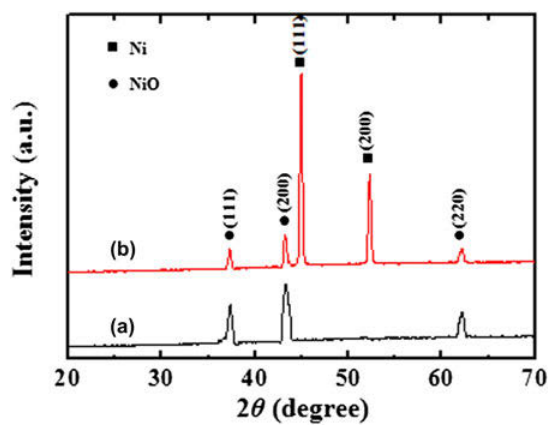 ■ Ni
● NiO
■(111)
■(200)
●(111)
●(200)
●(220)
(b)
(a)
Intensity (a.u.)
20 30 40 50 60 70
2θ (degree)